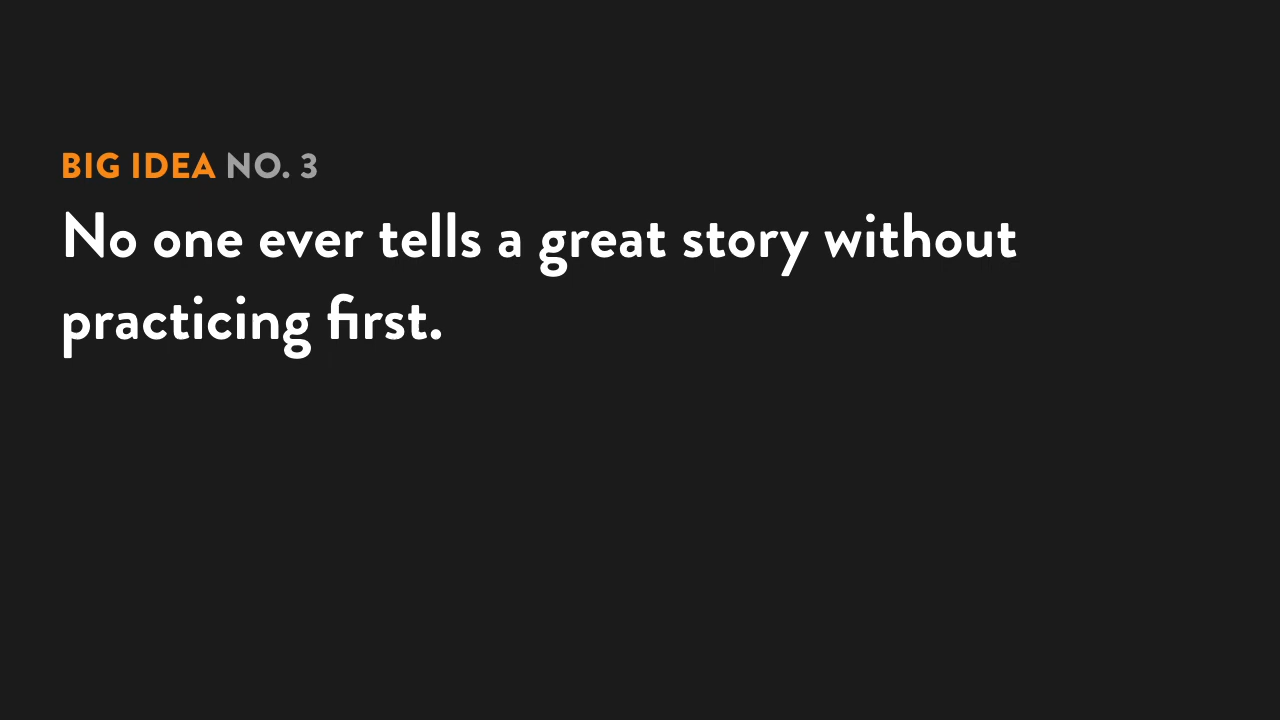 BIG IDEA NO. 3
No one ever tells a great story without
practicing first.